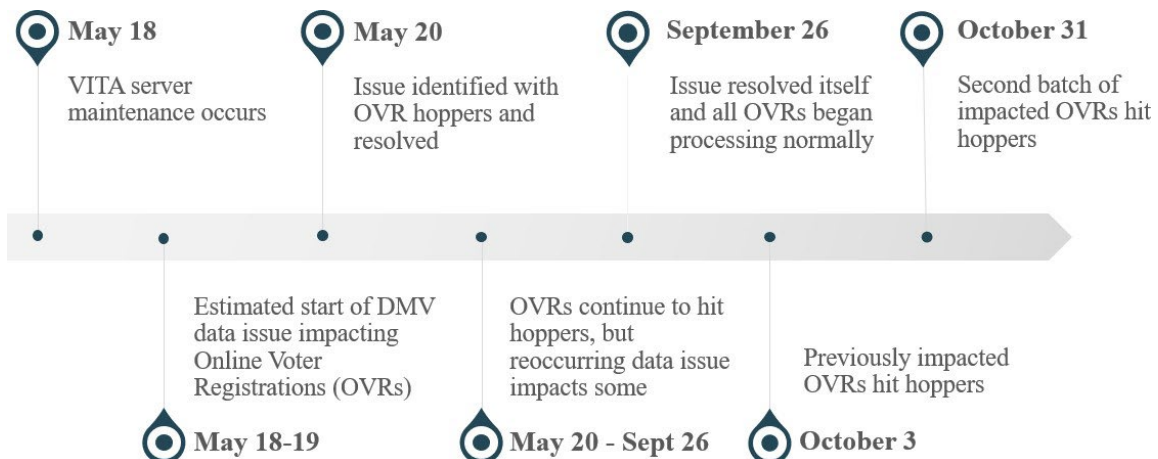 May 18
VITA server
maintenance occurs
May 20
Issue identified with
OVR hoppers and
resolved
September 26
Issue resolved itself
and all OVRs began
processing normally
October 31
Second batch of
impacted OVRs hit
hoppers
Estimated start of DMV
data issue impacting
Online Voter
Registrations (OVRs)
May 18-19
OVRs continue to hit
hoppers, but
reoccurring data issue
impacts some
May 20 - Sept 26
Previously impacted
OVRs hit hoppers
October 3